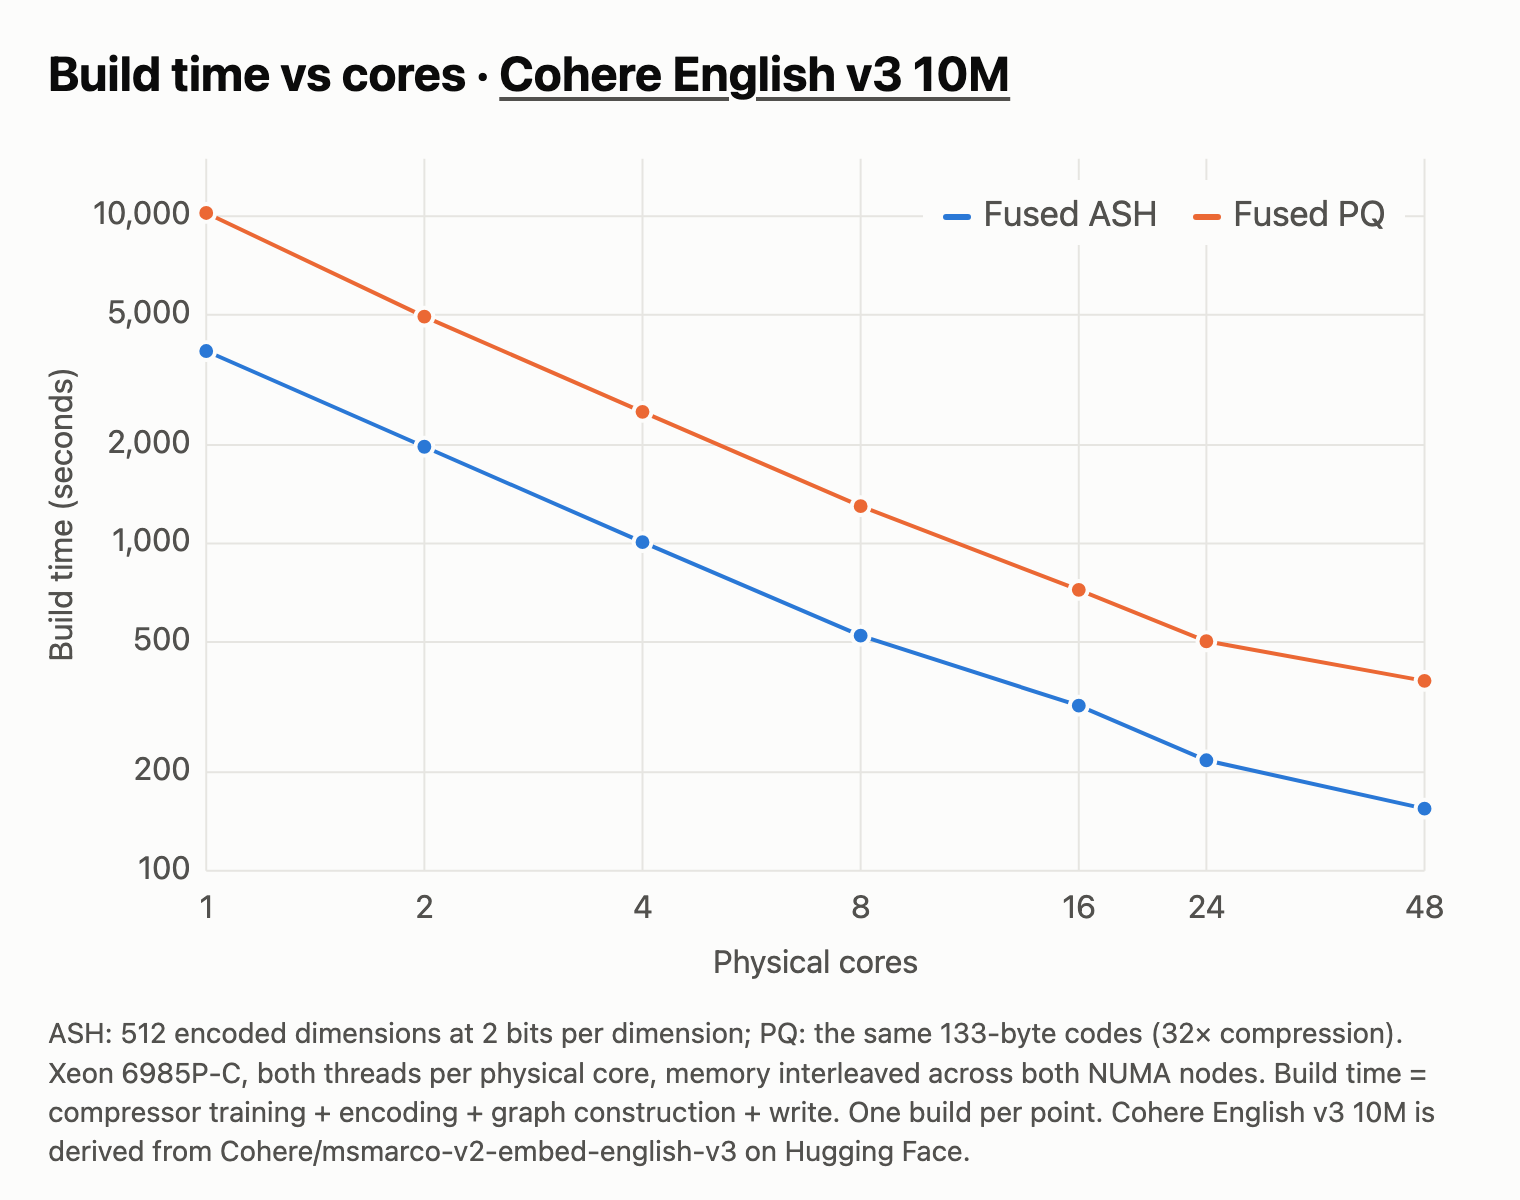 Build time vs cores · Cohere English v3 10M
Fused ASH
Fused PQ
10,000
5,000
2,000
1,000
500
200
100
Build time (seconds)
1
2
4
8
16
24
48
Physical cores
ASH: 512 encoded dimensions at 2 bits per dimension; PQ: the same 133-byte codes (32× compression).
Xeon 6985P-C, both threads per physical core, memory interleaved across both NUMA nodes. Build time =
compressor training + encoding + graph construction + write. One build per point. Cohere English v3 10M is
derived from Cohere/msmarco-v2-embed-english-v3 on Hugging Face.